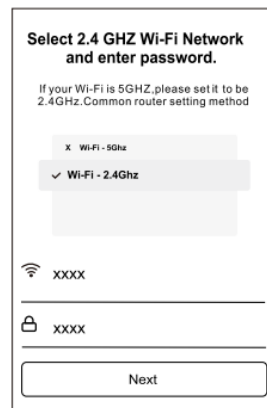 Select 2.4 GHZ Wi-Fi Network
and enter password.
If your Wi-Fi is 5GHZ,please set it to be
2.4GHz.Common router setting method
X Wi-Fi - 5Ghz
✓ Wi-Fi - 2.4Ghz
xxxx
xxxx
Next